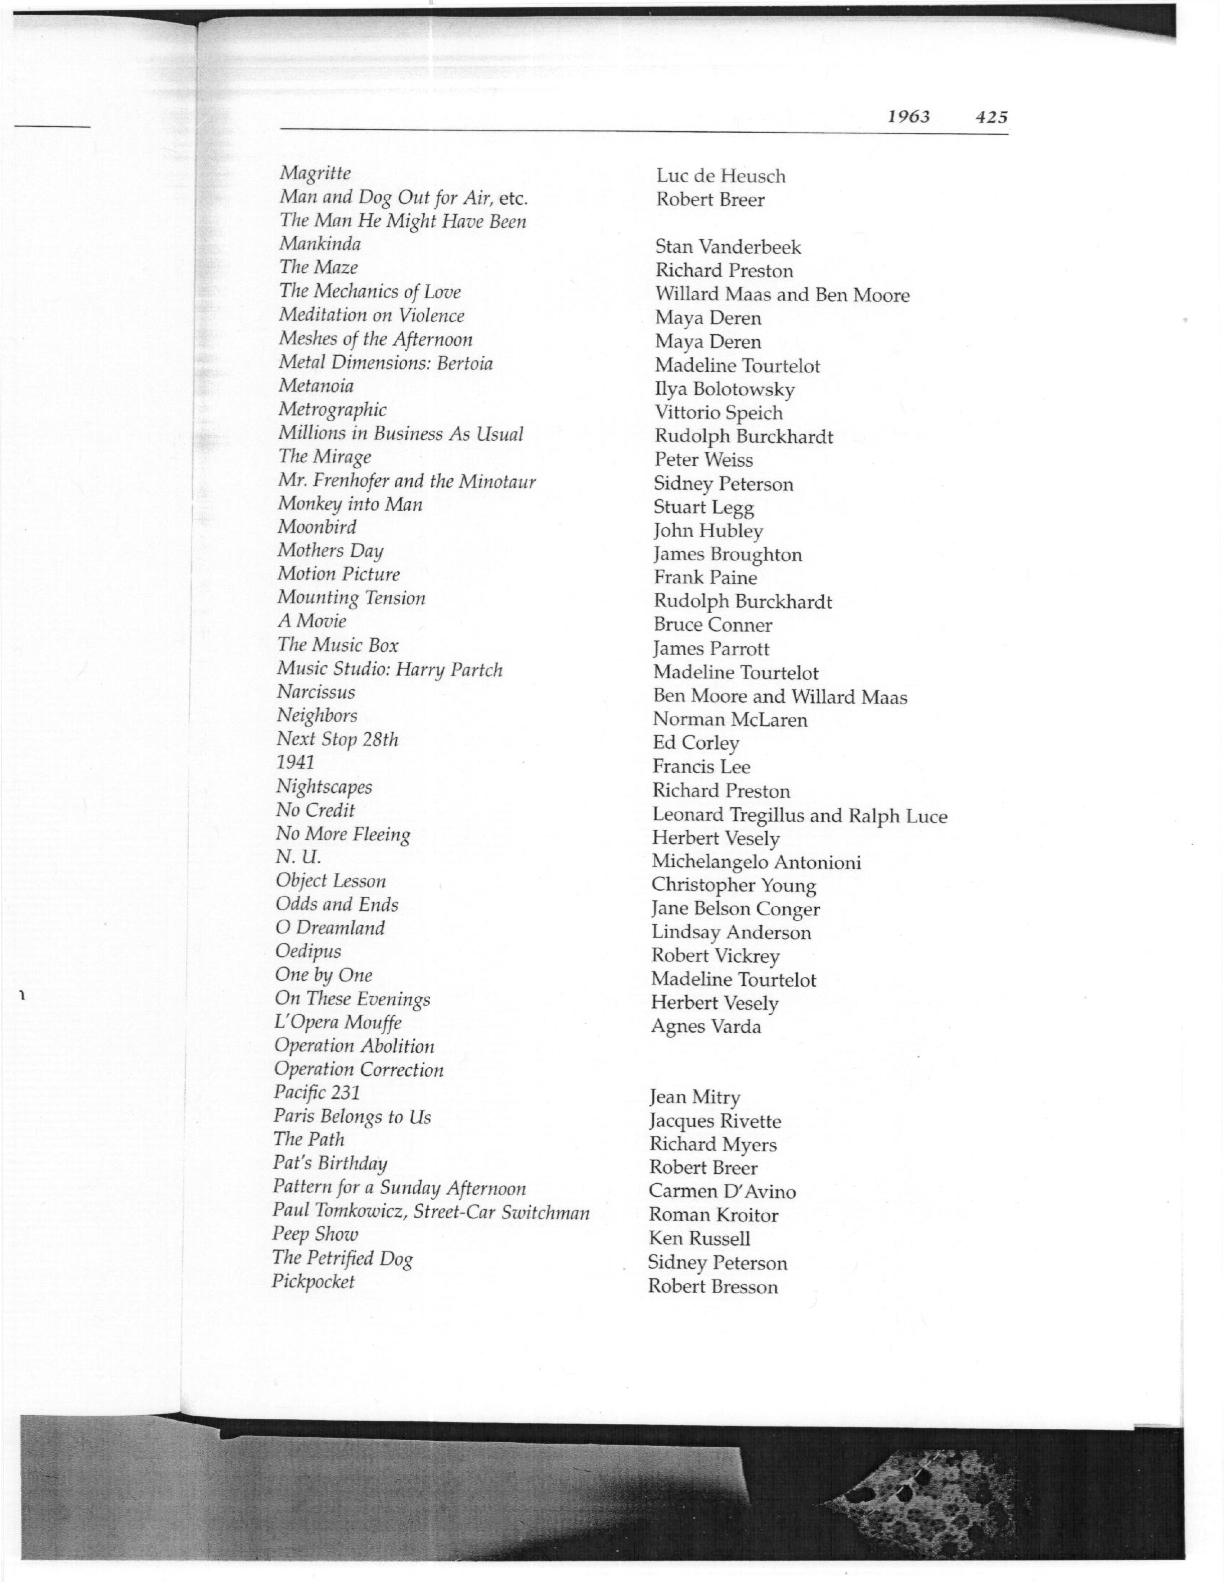 1963 425
Magritte Luc de Heusch
Man and Dog Out for Air, etc. Robert Breer
The Man He Might Have Been
Mankinda Stan Vanderbeek
The Maze Richard Preston
The Mechanics of Love Willard Maas and Ben Moore
Meditation on Violence Maya Deren
Meshes of the Afternoon Maya Deren
Metal Dimensions: Bertoia Madeline Tourtelot
Metanoia Ilya Bolotowsky
Metrographic Vittorio Speich
Millions in Business As Usual Rudolph Burckhardt
The Mirage Peter Weiss
Mr. Frenhofer and the Minotaur Sidney Peterson
Monkey into Man Stuart Legg
Moonbird John Hubley
Mothers Day James Broughton
Motion Picture Frank Paine
Mounting Tension Rudolph Burckhardt
A Movie Bruce Conner
The Music Box James Parrott
Music Studio: Harry Partch Madeline Tourtelot
Narcissus Ben Moore and Willard Maas
Neighbors Norman McLaren
Next Stop 28th Ed Corley
1941 Francis Lee
Nightscapes Richard Preston
No Credit Leonard Tregillus and Ralph Luce
No More Fleeing Herbert Vesely
N. U. Michelangelo Antonioni
Object Lesson Christopher Young
Odds and Ends Jane Belson Conger
O Dreamland Lindsay Anderson
Oedipus Robert Vickrey
One by One Madeline Tourtelot
On These Evenings Herbert Vesely
L'Opera Mouffe Agnes Varda
Operation Abolition
Operation Correction
Pacific 231 Jean Mitry
Paris Belongs to Us Jacques Rivette
The Path Richard Myers
Pat's Birthday Robert Breer
Pattern for a Sunday Afternoon Carmen D'Avino
Paul Tomkowicz, Street-Car Switchman Roman Kroitor
Peep Show Ken Russell
The Petrified Dog Sidney Peterson
Pickpocket Robert Bresson